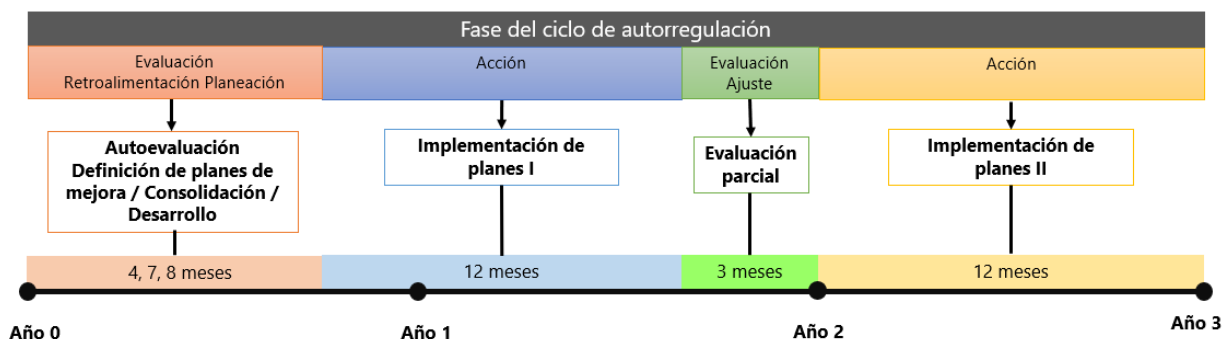 Fase del ciclo de autorregulación
Evaluación
Retroalimentación Planeación
Acción
Evaluación
Ajuste
Acción
Autoevaluación
Definición de planes de
mejora / Consolidación /
Desarrollo
Implementación de
planes I
Evaluación
parcial
Implementación de
planes II
4, 7, 8 meses
12 meses
3 meses
12 meses
Año 0
Año 1
Año 2
Año 3